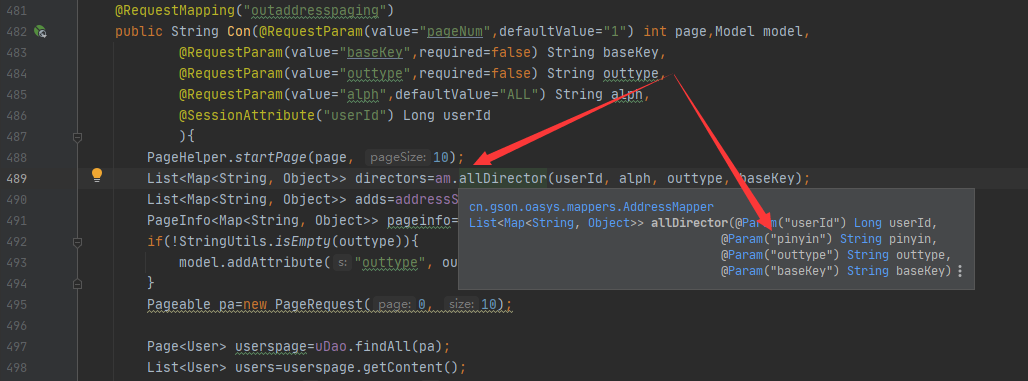 481 @RequestMapping("outaddresspaging")
482 public String Con(@RequestParam(value="pageNum",defaultValue="1") int page,Model model,
483 @RequestParam(value="baseKey",required=false) String baseKey,
484 @RequestParam(value="outtype",required=false) String outtype,
485 @RequestParam(value="alph",defaultValue="ALL") String alph,
486 @SessionAttribute("userId") Long userId
487 ){
488 PageHelper.startPage(page, pageSize: 10);
489 List<Map<String, Object>> directors=am.allDirector(userId, alph, outtype, baseKey);
490 List<Map<String, Object>> adds=addressS
491 PageInfo<Map<String, Object>> pageinfo=
492 if(!StringUtils.isEmpty(outtype)){
493 model.addAttribute( s: "outtype", ou
494 }
495 Pageable pa=new PageRequest( page: 0, size: 10);
496
497 Page<User> userspage=uDao.findAll(pa);
498 List<User> users=userspage.getContent();
cn.gson.oasys.mappers.AddressMapper
List<Map<String, Object>> allDirector(@Param("userId") Long userId,
@Param("pinyin") String pinyin,
@Param("outtype") String outtype,
@Param("baseKey") String baseKey)